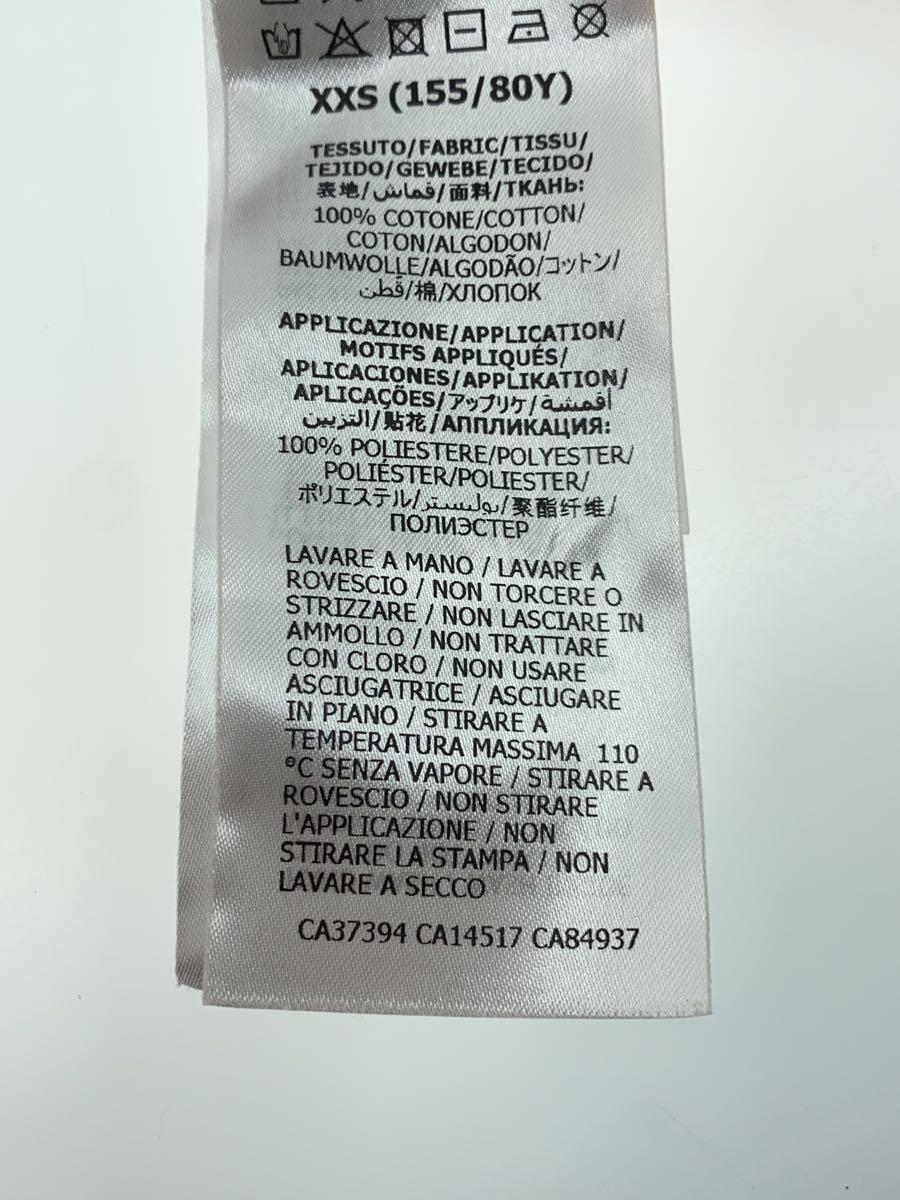 XXS (155/80Y)
TESSUTO/FABRIC/TISSU/
TEJIDO/GEWEBE/TECIDO/
表地/قماش/面料/ТКАНЬ:
100% COTONE/COTTON/
COTON/ALGODON/
BAUMWOLLE/ALGODÃO/コットン/
قطن/棉/ХЛОПОК
APPLICAZIONE/APPLICATION/
MOTIFS APPLIQUÉS/
APLICACIONES/APPLIKATION/
APLICAÇÕES/アップリケ/أقمشة
التزيين/贴花/АППЛИКАЦИЯ:
100% POLIESTERE/POLYESTER/
POLIÉSTER/POLIESTER/
ポリエステル/بوليستر/聚酯纤维/
ПОЛИЭСТЕР
LAVARE A MANO / LAVARE A
ROVESCIO / NON TORCERE O
STRIZZARE / NON LASCIARE IN
AMMOLLO / NON TRATTARE
CON CLORO / NON USARE
ASCIUGATRICE / ASCIUGARE
IN PIANO / STIRARE A
TEMPERATURA MASSIMA 110
°C SENZA VAPORE / STIRARE A
ROVESCIO / NON STIRARE
L'APPLICAZIONE / NON
STIRARE LA STAMPA / NON
LAVARE A SECCO
CA37394 CA14517 CA84937